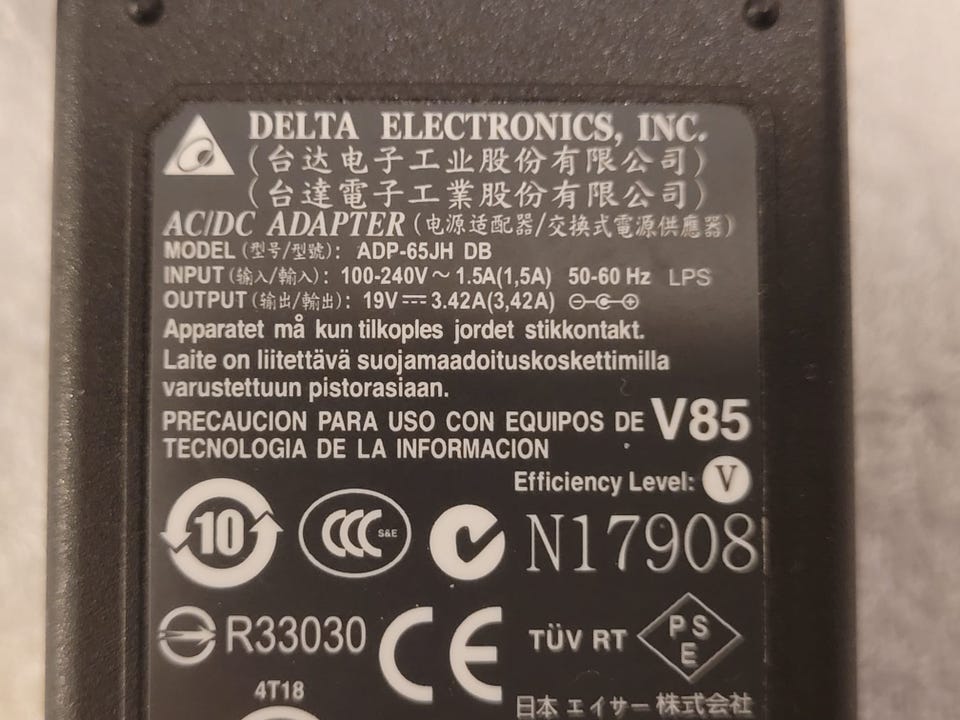 DELTA ELECTRONICS, INC.
(台达电子工业股份有限公司)
(台達電子工業股份有限公司)
AC/DC ADAPTER (电源适配器/交换式電源供應器)
MODEL (型号/型號): ADP-65JH DB
INPUT (输入/輸入): 100-240V ~ 1.5A(1,5A) 50-60 Hz LPS
OUTPUT (输出/輸出): 19V⎓3.42A(3,42A)
Apparatet må kun tilkoples jordet stikkontakt.
Laite on liitettävä suojamaadoituskoskettimilla
varustettuun pistorasiaan.
PRECAUCION PARA USO CON EQUIPOS DE V85
TECNOLOGIA DE LA INFORMACION
Efficiency Level: V
10 CCC S&E N17908
R33030 CE TÜV RT PSE
4T18
日本 エイサー 株式会社